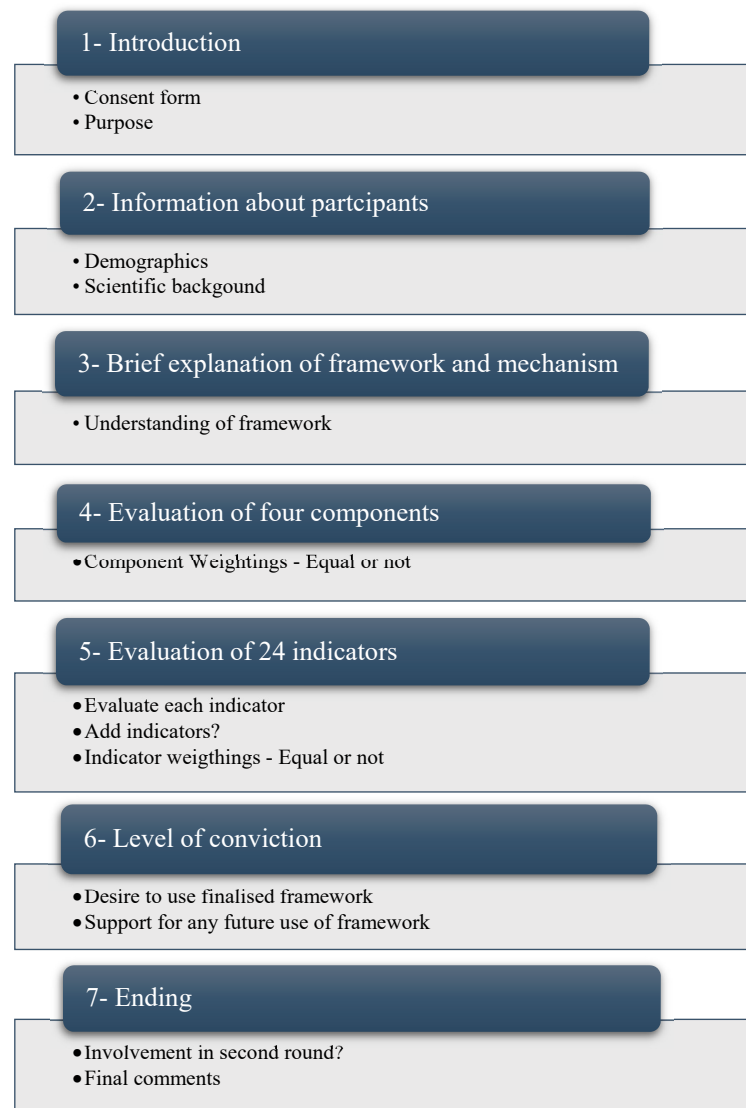 1- Introduction
• Consent form
• Purpose
2- Information about partcipants
• Demographics
• Scientific backgound
3- Brief explanation of framework and mechanism
• Understanding of framework
4- Evaluation of four components
• Component Weightings - Equal or not
5- Evaluation of 24 indicators
• Evaluate each indicator
• Add indicators?
• Indicator weigthings - Equal or not
6- Level of conviction
• Desire to use finalised framework
• Support for any future use of framework
7- Ending
• Involvement in second round?
• Final comments